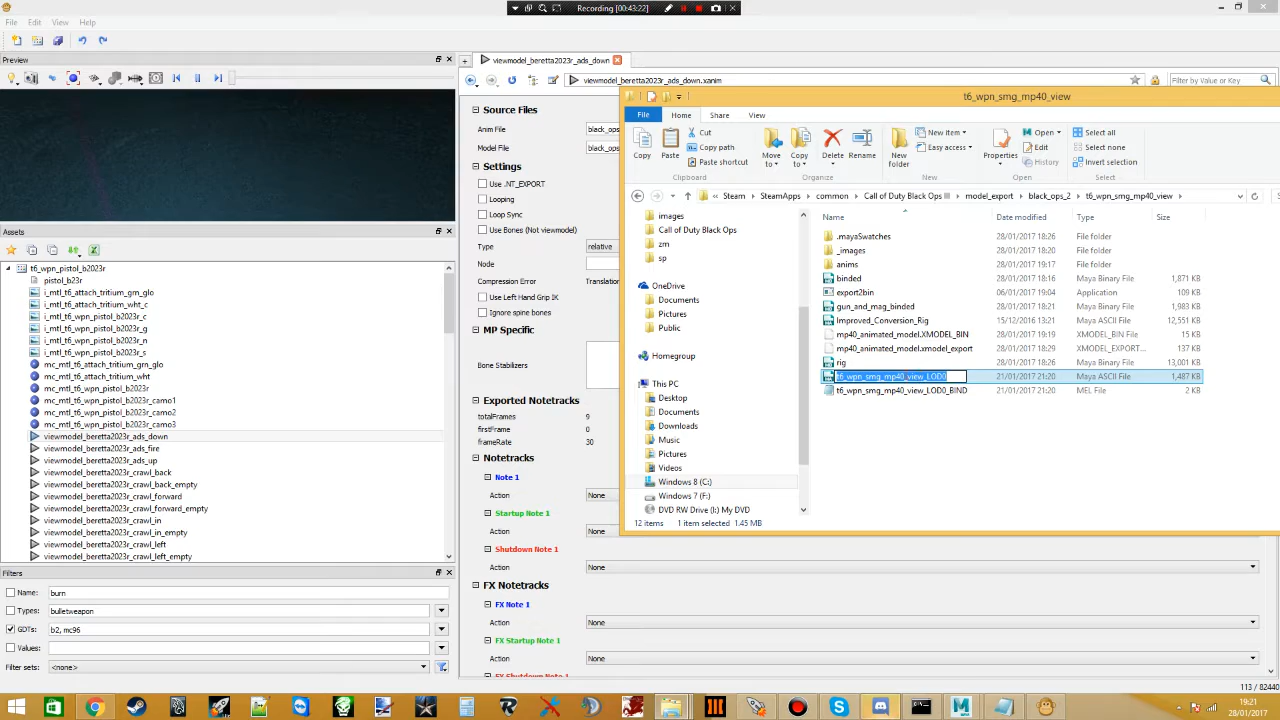 Recording [00:43:22]
File Edit View Help
Preview
Assets
t6_wpn_pistol_b2023r
pistol_b23r
i_mtl_t6_attach_tritium_grn_glo
i_mtl_t6_attach_tritium_wht_c
i_mtl_t6_wpn_pistol_b2023r_c
i_mtl_t6_wpn_pistol_b2023r_g
i_mtl_t6_wpn_pistol_b2023r_n
i_mtl_t6_wpn_pistol_b2023r_s
mc_mtl_t6_attach_tritium_grn_glo
mc_mtl_t6_attach_tritium_wht
mc_mtl_t6_wpn_pistol_b2023r
mc_mtl_t6_wpn_pistol_b2023r_camo1
mc_mtl_t6_wpn_pistol_b2023r_camo2
mc_mtl_t6_wpn_pistol_b2023r_camo3
viewmodel_beretta2023r_ads_down
viewmodel_beretta2023r_ads_fire
viewmodel_beretta2023r_ads_up
viewmodel_beretta2023r_crawl_back
viewmodel_beretta2023r_crawl_back_empty
viewmodel_beretta2023r_crawl_forward
viewmodel_beretta2023r_crawl_forward_empty
viewmodel_beretta2023r_crawl_in
viewmodel_beretta2023r_crawl_in_empty
viewmodel_beretta2023r_crawl_left
viewmodel_beretta2023r_crawl_left_empty
Filters
Name: burn
Types: bulletweapon
GDTs: b2, mc96
Values:
Filter sets: <none>
viewmodel_beretta2023r_ads_down
viewmodel_beretta2023r_ads_down.xanim
Filter by Value or Key
Source Files
Anim File black_ops
Model File black_ops
Settings
Use .NT_EXPORT
Looping
Loop Sync
Use Bones (Not viewmodel)
Type relative
Node
Compression Error Translation
Use Left Hand Grip IK
Ignore spine bones
MP Specific
Bone Stabilizers
Exported Notetracks
totalFrames 9
firstFrame 0
frameRate 30
Notetracks
Note 1
Action None
Startup Note 1
Action None
Shutdown Note 1
Action None
FX Notetracks
FX Note 1
Action None
FX Startup Note 1
Action None
FX Shutdown Note 1
113 / 82440
t6_wpn_smg_mp40_view
File Home Share View
Copy Paste Cut Copy path Paste shortcut
Clipboard
Move to Copy to Delete Rename
Organize
New folder New item Easy access
New
Properties Open Edit History
Open
Select all Select none Invert selection
Select
Steam SteamApps common Call of Duty Black Ops III model_export black_ops_2 t6_wpn_smg_mp40_view
images
Call of Duty Black Ops
zm
sp
OneDrive
Documents
Pictures
Public
Homegroup
This PC
Desktop
Documents
Downloads
Music
Pictures
Videos
Windows 8 (C:)
Windows 7 (F:)
DVD RW Drive (I:) My DVD
Name Date modified Type Size
.mayaSwatches 28/01/2017 18:26 File folder
_images 28/01/2017 18:09 File folder
anims 28/01/2017 19:17 File folder
binded 28/01/2017 18:16 Maya Binary File 1,871 KB
export2bin 06/01/2017 19:04 Application 109 KB
gun_and_mag_binded 28/01/2017 18:21 Maya Binary File 1,983 KB
Improved_Conversion_Rig 15/12/2016 13:21 Maya ASCII File 12,551 KB
mp40_animated_model.XMODEL_BIN 28/01/2017 19:19 XMODEL_BIN File 15 KB
mp40_animated_model.xmodel_export 28/01/2017 19:19 XMODEL_EXPORT... 137 KB
rig 28/01/2017 18:26 Maya Binary File 13,001 KB
t6_wpn_smg_mp40_view_LOD0 21/01/2017 21:20 Maya ASCII File 1,487 KB
t6_wpn_smg_mp40_view_LOD0_BIND 21/01/2017 21:20 MEL File 2 KB
12 items 1 item selected 1.45 MB
19:21
28/01/2017